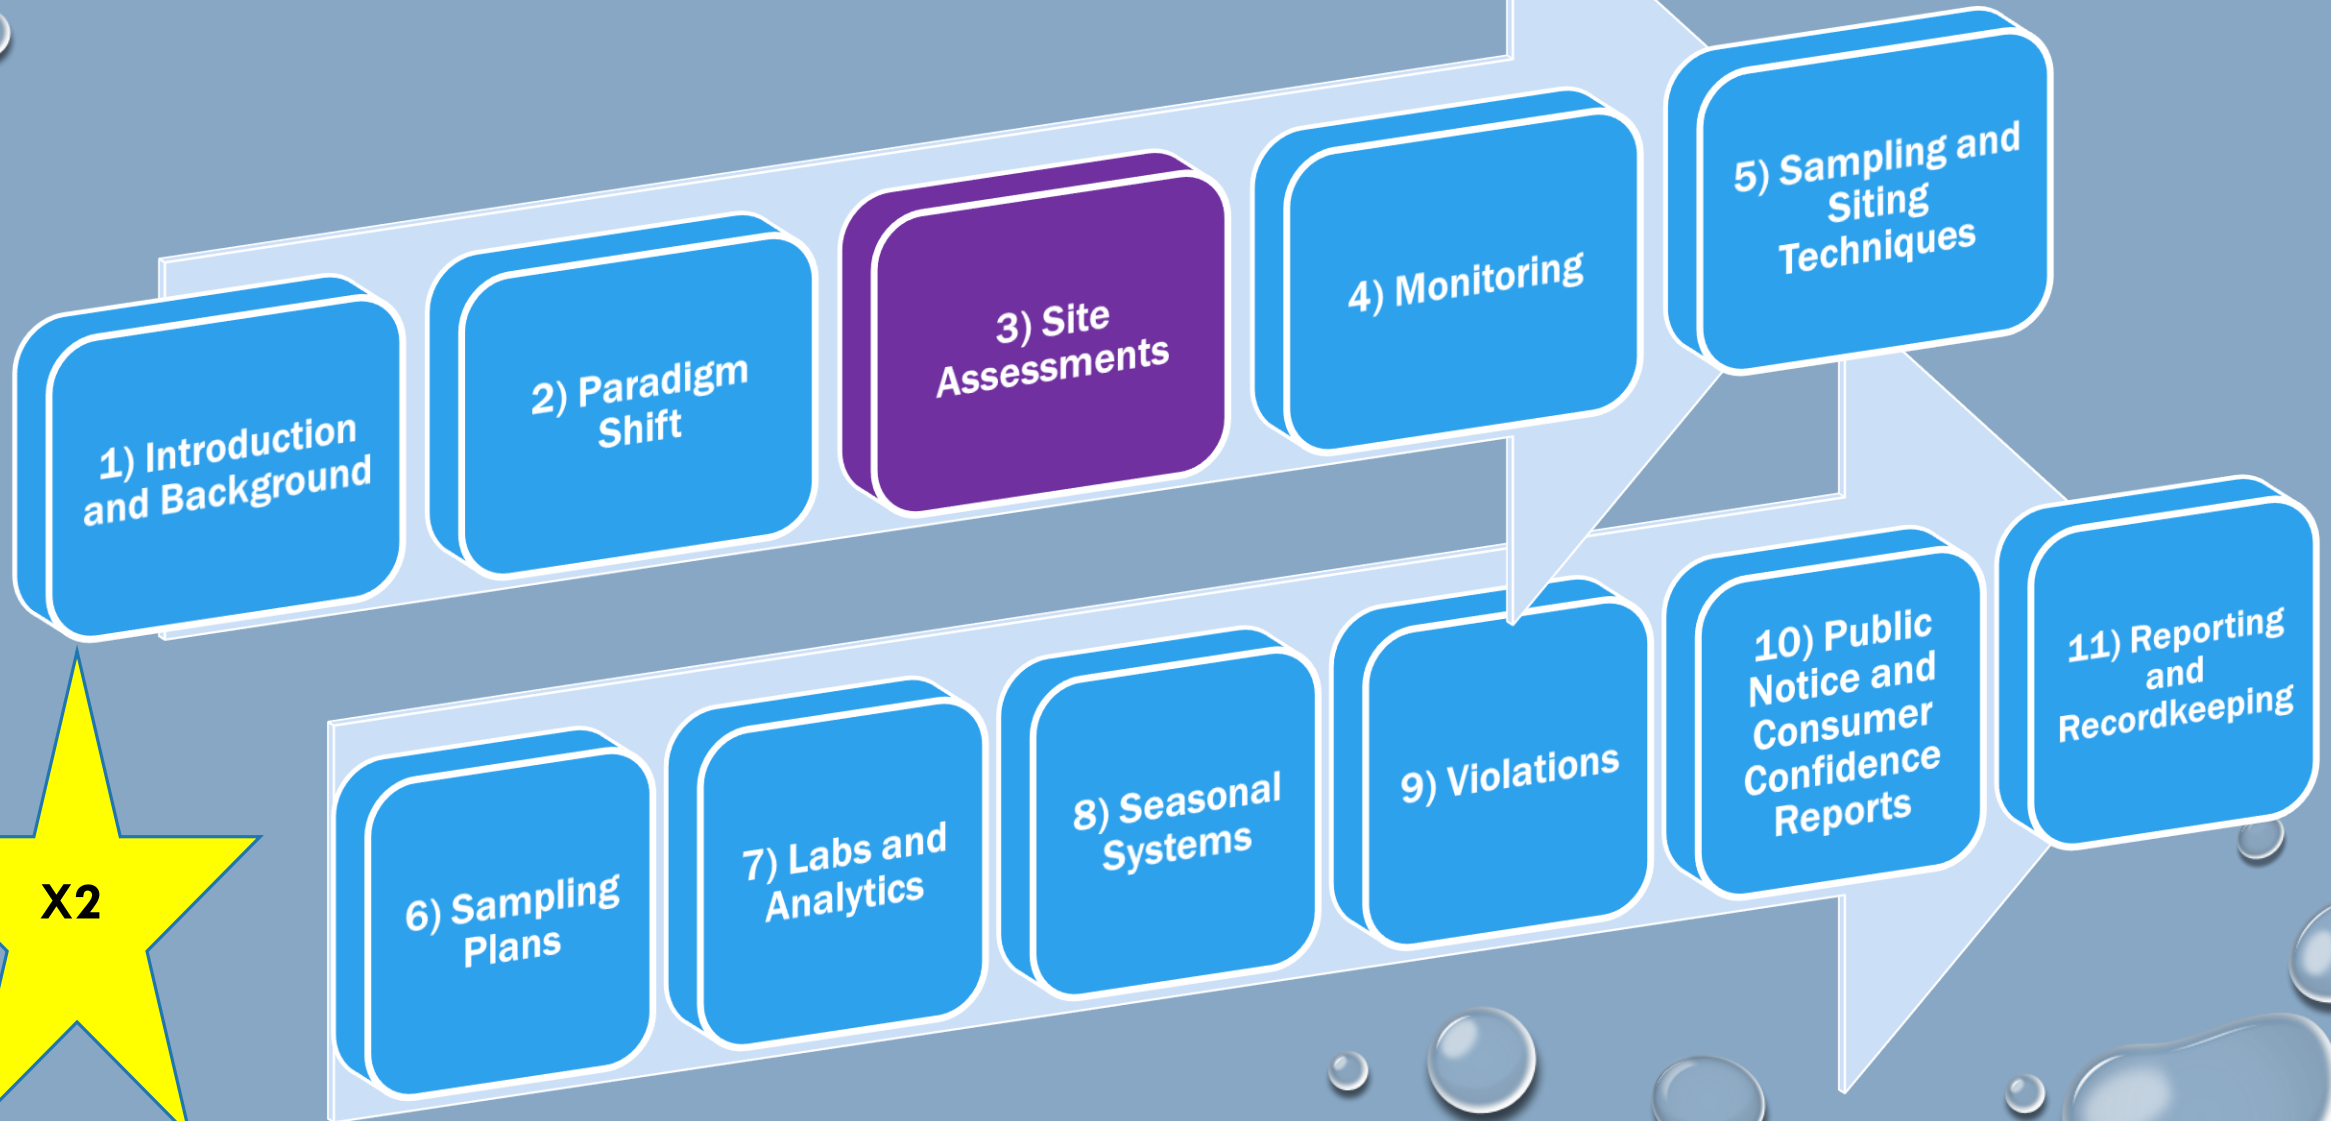 1) Introduction
and Background
2) Paradigm
Shift
3) Site
Assessments
4) Monitoring
5) Sampling and
Siting
Techniques
6) Sampling
Plans
7) Labs and
Analytics
8) Seasonal
Systems
9) Violations
10) Public
Notice and
Consumer
Confidence
Reports
11) Reporting
and
Recordkeeping
X2